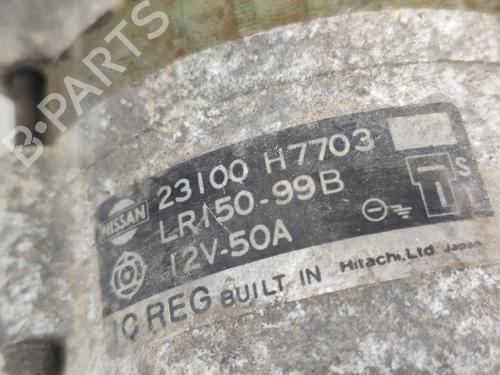 B-PARTS
NISSAN
23100 H7703
LR150-99B
12V-50A
IC REG BUILT IN Hitachi, Ltd Japan
S
L